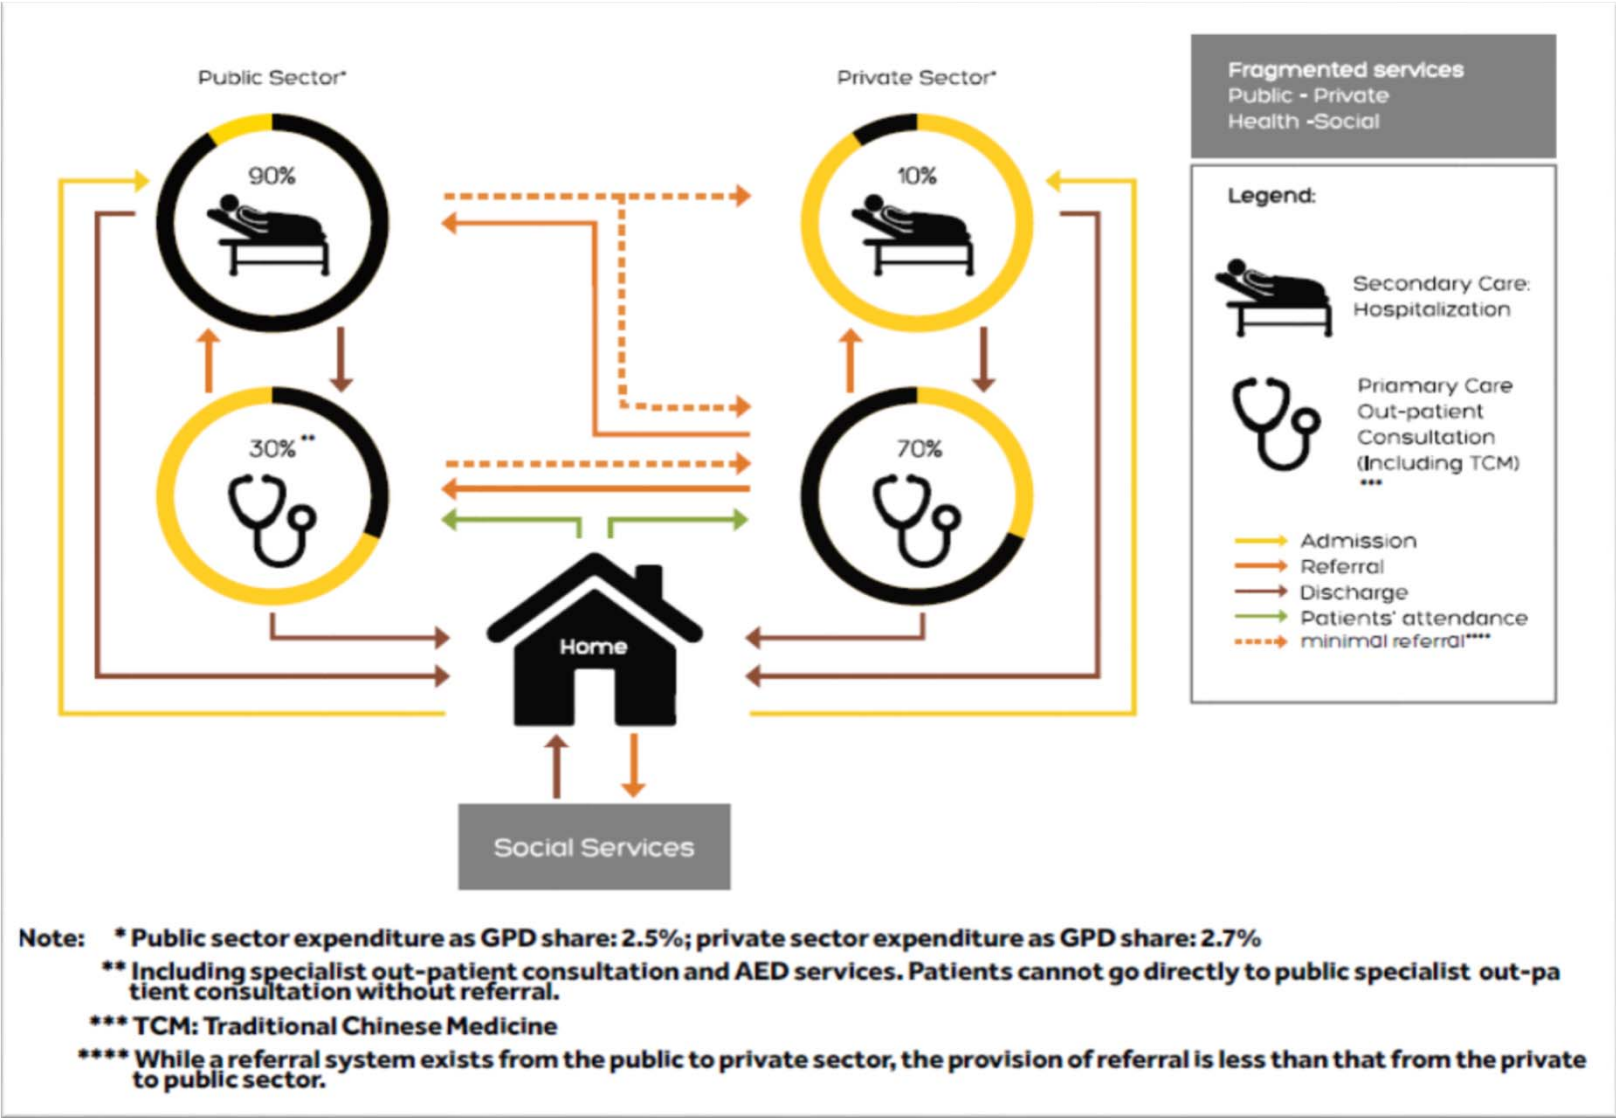 Public Sector*
Private Sector*
Fragmented services
Public - Private
Health -Social
90%
10%
Legend:
Secondary Care:
Hospitalization
30%**
70%
Priamary Care
Out-patient
Consultation
(Including TCM)
***
Admission
Referral
Discharge
Patients' attendance
minimal referral****
Home
Social Services
Note: * Public sector expenditure as GPD share: 2.5%; private sector expenditure as GPD share: 2.7%
** Including specialist out-patient consultation and AED services. Patients cannot go directly to public specialist out-pa
tient consultation without referral.
*** TCM: Traditional Chinese Medicine
**** While a referral system exists from the public to private sector, the provision of referral is less than that from the private
to public sector.